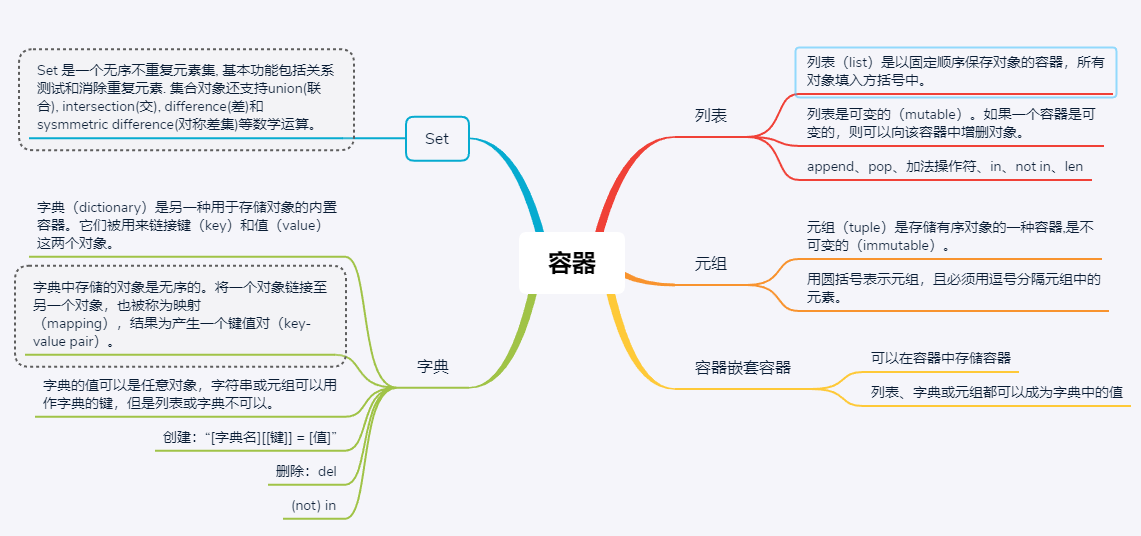 容器
列表
列表（list）是以固定顺序保存对象的容器，所有
对象填入方括号中。
列表是可变的（mutable）。如果一个容器是可
变的，则可以向该容器中增删对象。
append、pop、加法操作符、in、not in、len
元组
元组（tuple）是存储有序对象的一种容器,是不
可变的（immutable）。
用圆括号表示元组，且必须用逗号分隔元组中的
元素。
容器嵌套容器
可以在容器中存储容器
列表、字典或元组都可以成为字典中的值
Set
Set 是一个无序不重复元素集, 基本功能包括关系
测试和消除重复元素. 集合对象还支持union(联
合), intersection(交), difference(差)和
sysmmetric difference(对称差集)等数学运算。
字典
字典（dictionary）是另一种用于存储对象的内置
容器。它们被用来链接键（key）和值（value）
这两个对象。
字典中存储的对象是无序的。将一个对象链接至
另一个对象，也被称为映射
（mapping），结果为产生一个键值对（key-
value pair）。
字典的值可以是任意对象，字符串或元组可以用
作字典的键，但是列表或字典不可以。
创建：“[字典名][[键]] = [值]”
删除：del
(not) in